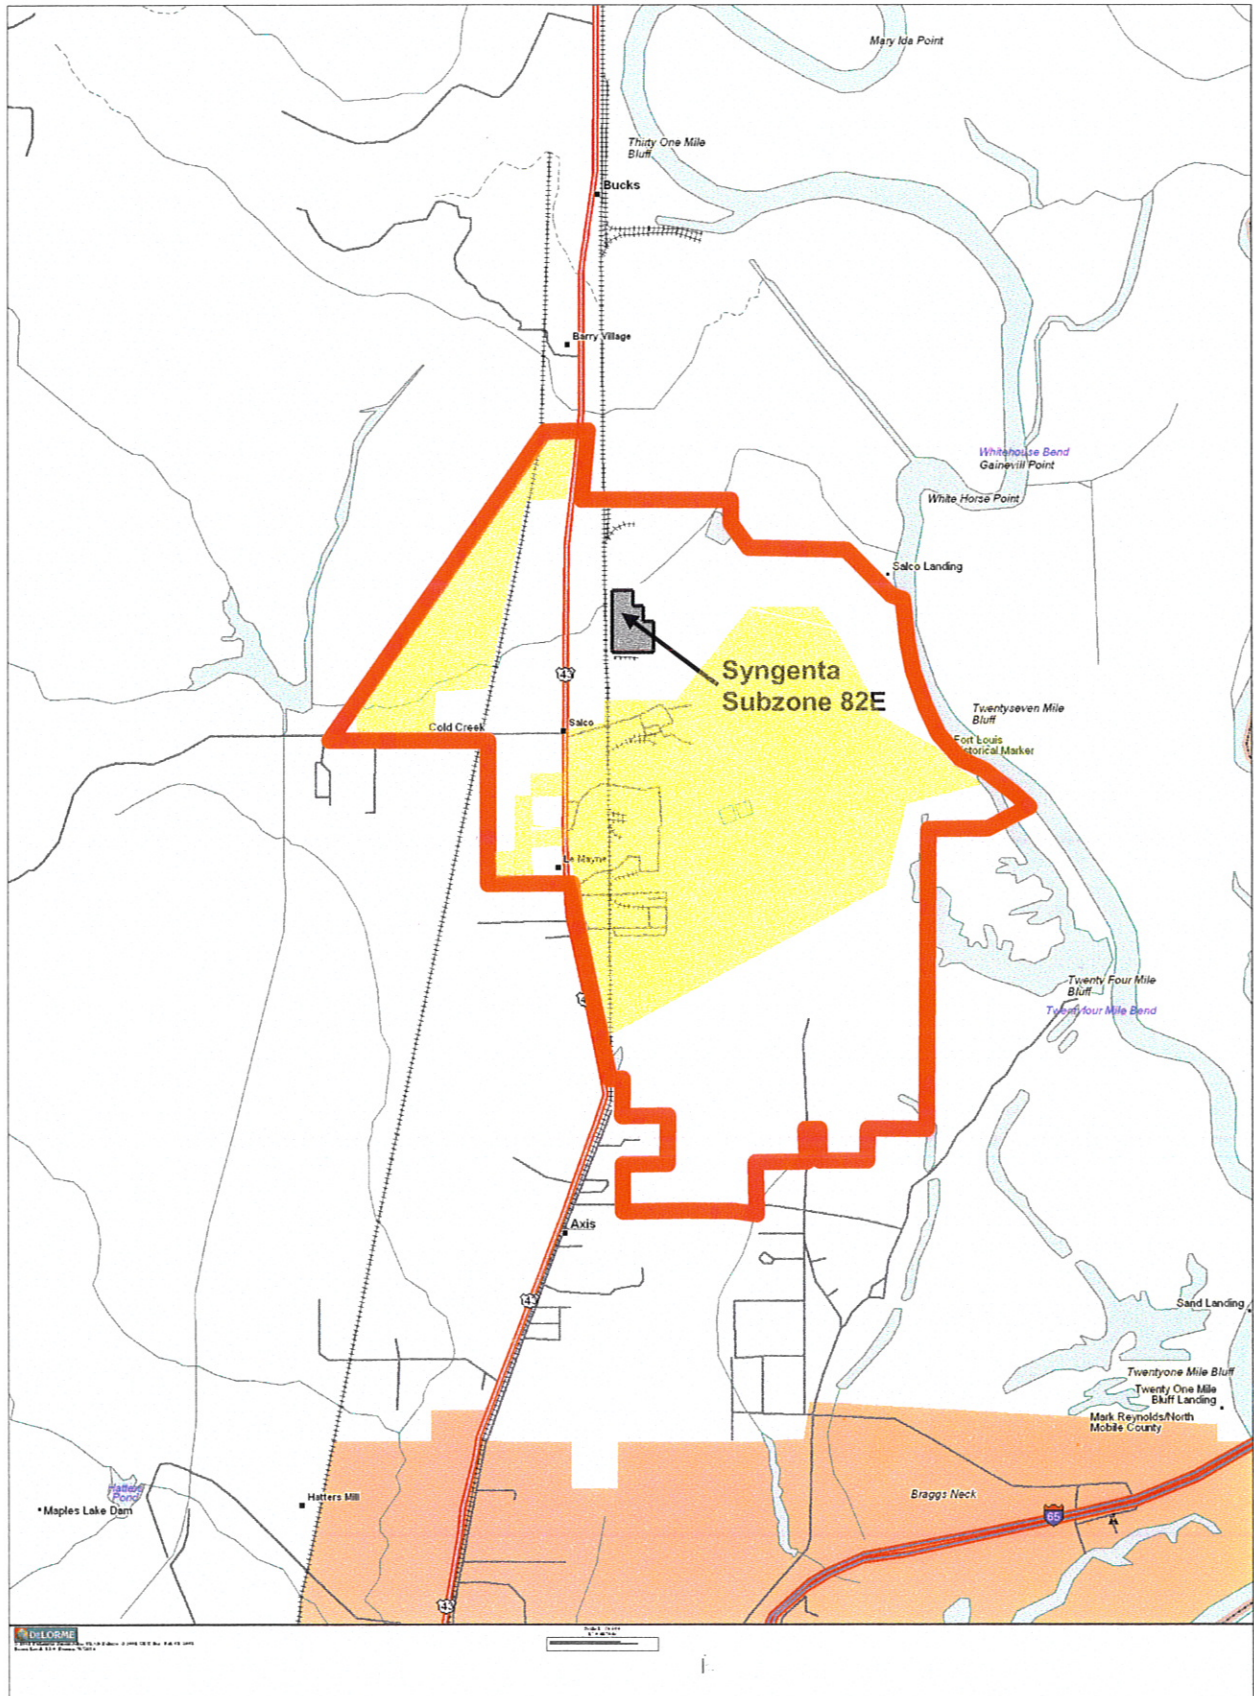 Mary Ida Point
Thirty One Mile
Bluff
Bucks
Barry Village
Whitehouse Bend
Gainevill Point
White Horse Point
Salco Landing
Syngenta
Subzone 82E
43
Twentyseven Mile
Bluff
Cold Creek
Salco
Fort Louis
storical Marker
Le Mayne
Twenty Four Mile
Bluff
Twentyfour Mile Bend
Axis
43
Sand Landing
Twentyone Mile Bluff
Twenty One Mile
Bluff Landing
Mark Reynolds/North
Mobile County
Hatters
Pond
Hatters Mill
Maples Lake Dam
Braggs Neck
65
43
DELORME